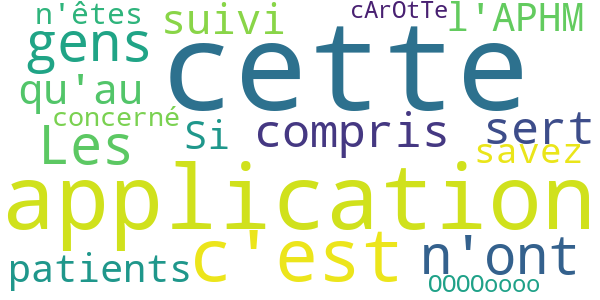 n'êtes suivi cArOtTe l'APHM
gens cette
qu'au
concerné Si compris sert
Les savez
application
c'est n'ont
patients OOOOoooo